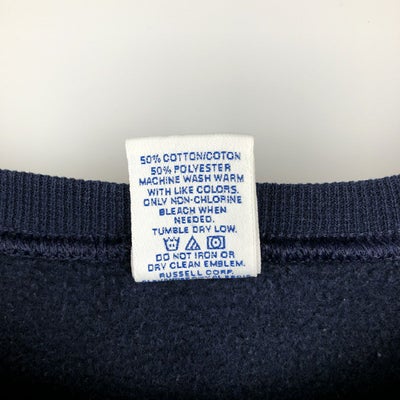 50% COTTON/COTON
50% POLYESTER
MACHINE WASH WARM
WITH LIKE COLORS.
ONLY NON-CHLORINE
BLEACH WHEN
NEEDED.
TUMBLE DRY LOW.
DO NOT IRON OR
DRY CLEAN EMBLEM.
RUSSELL CORP.